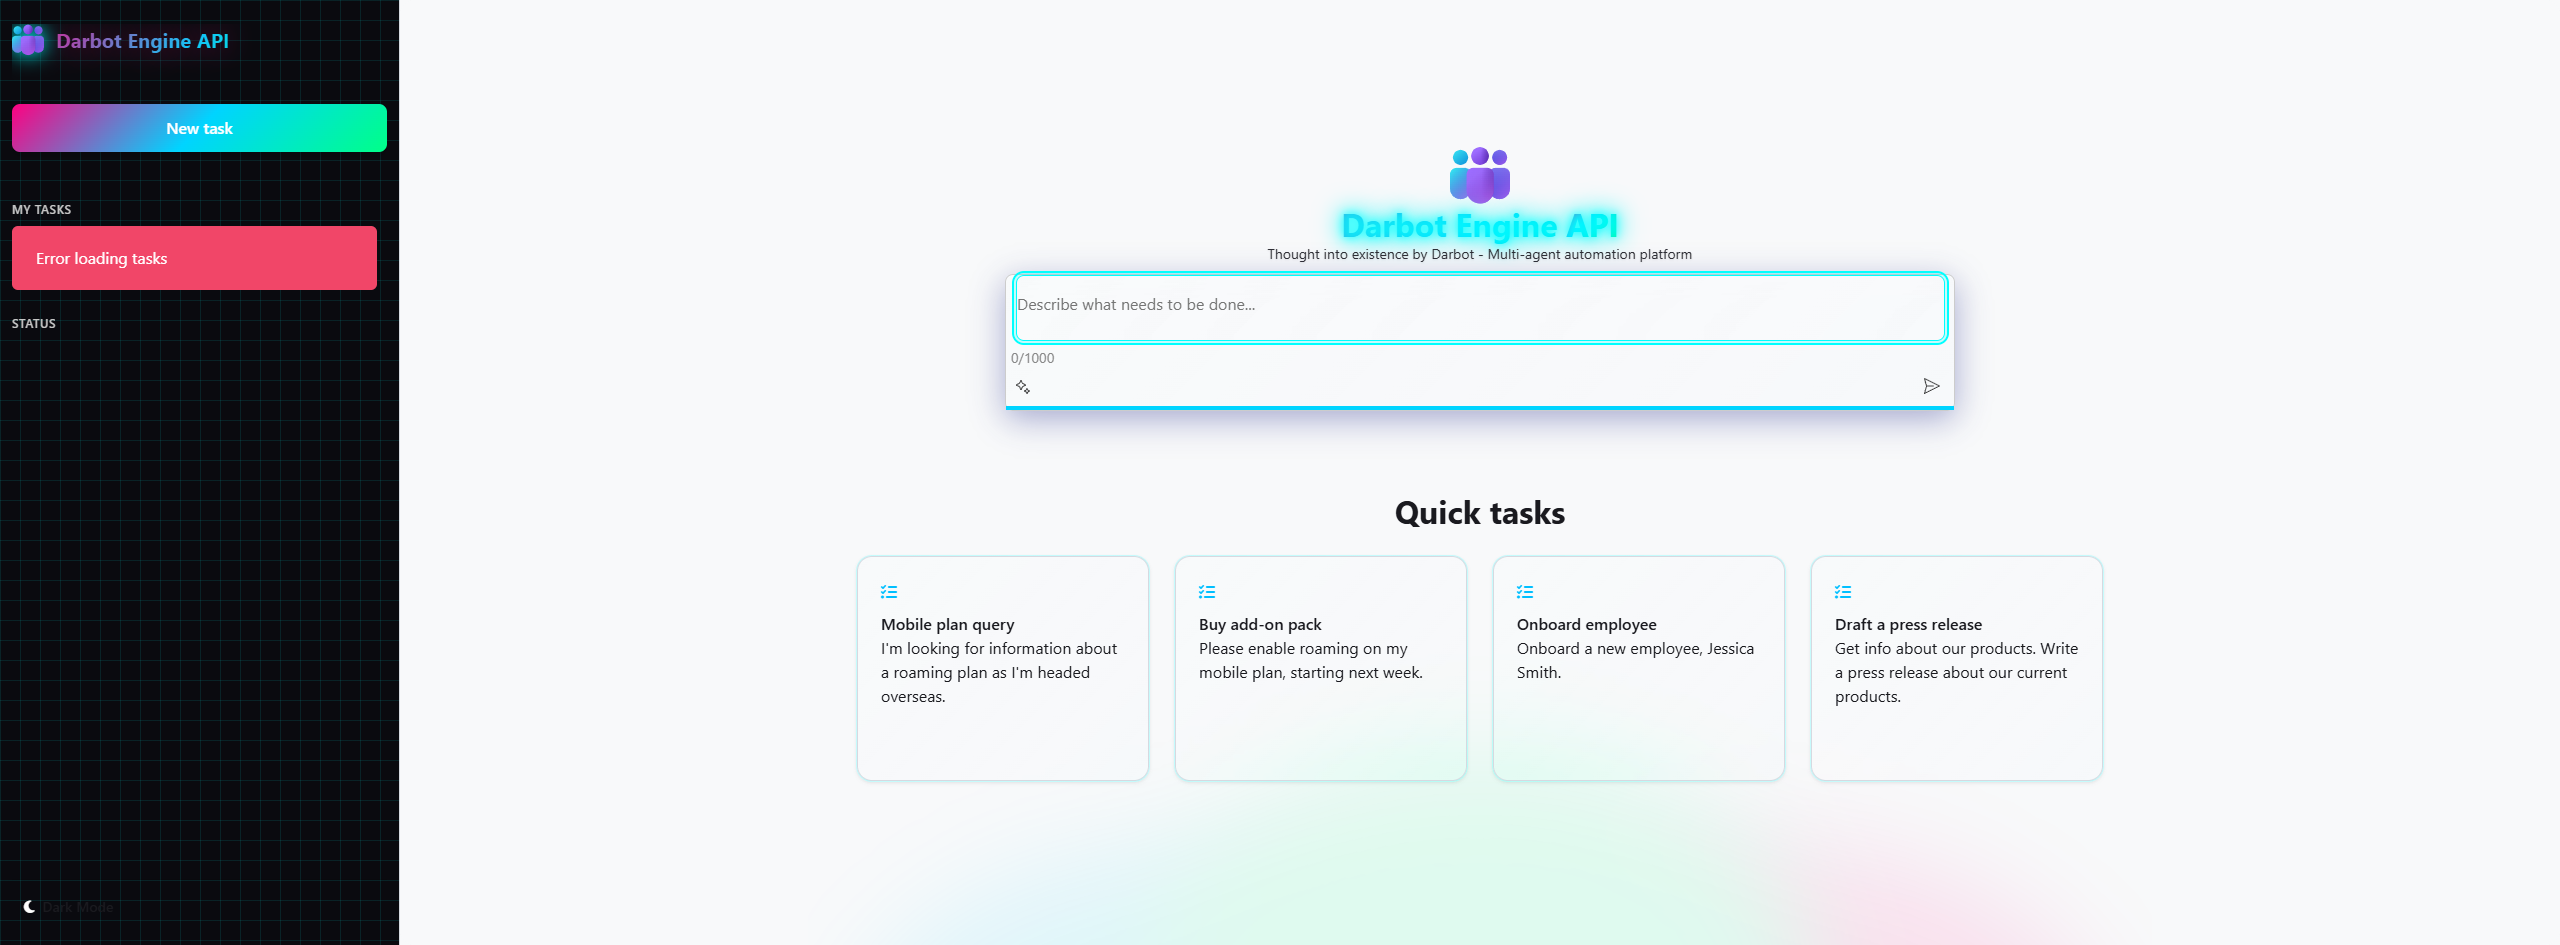 Darbot Engine API
New task
MY TASKS
Error loading tasks
STATUS
Dark Mode
Darbot Engine API
Thought into existence by Darbot - Multi-agent automation platform
Describe what needs to be done...
0/1000
Quick tasks
Mobile plan query
I'm looking for information about
a roaming plan as I'm headed
overseas.
Buy add-on pack
Please enable roaming on my
mobile plan, starting next week.
Onboard employee
Onboard a new employee, Jessica
Smith.
Draft a press release
Get info about our products. Write
a press release about our current
products.